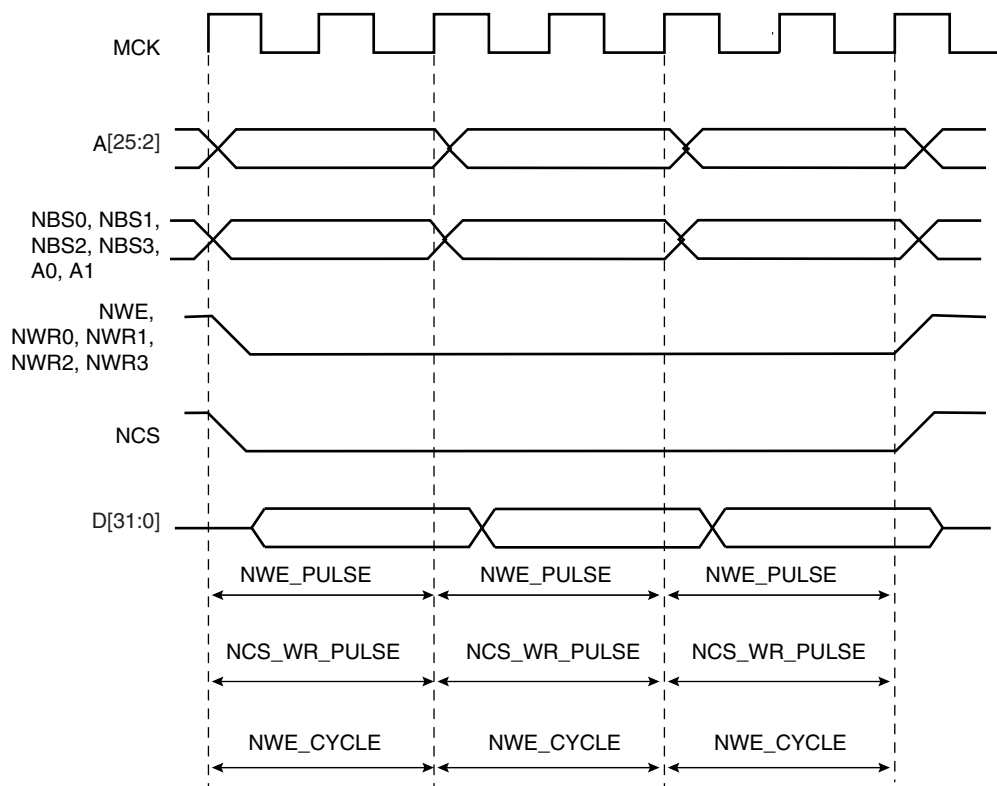 MCK
A[25:2]
NBS0, NBS1,
NBS2, NBS3,
A0, A1
NWE,
NWR0, NWR1,
NWR2, NWR3
NCS
D[31:0]
NWE_PULSE NWE_PULSE NWE_PULSE
NCS_WR_PULSE NCS_WR_PULSE NCS_WR_PULSE
NWE_CYCLE NWE_CYCLE NWE_CYCLE